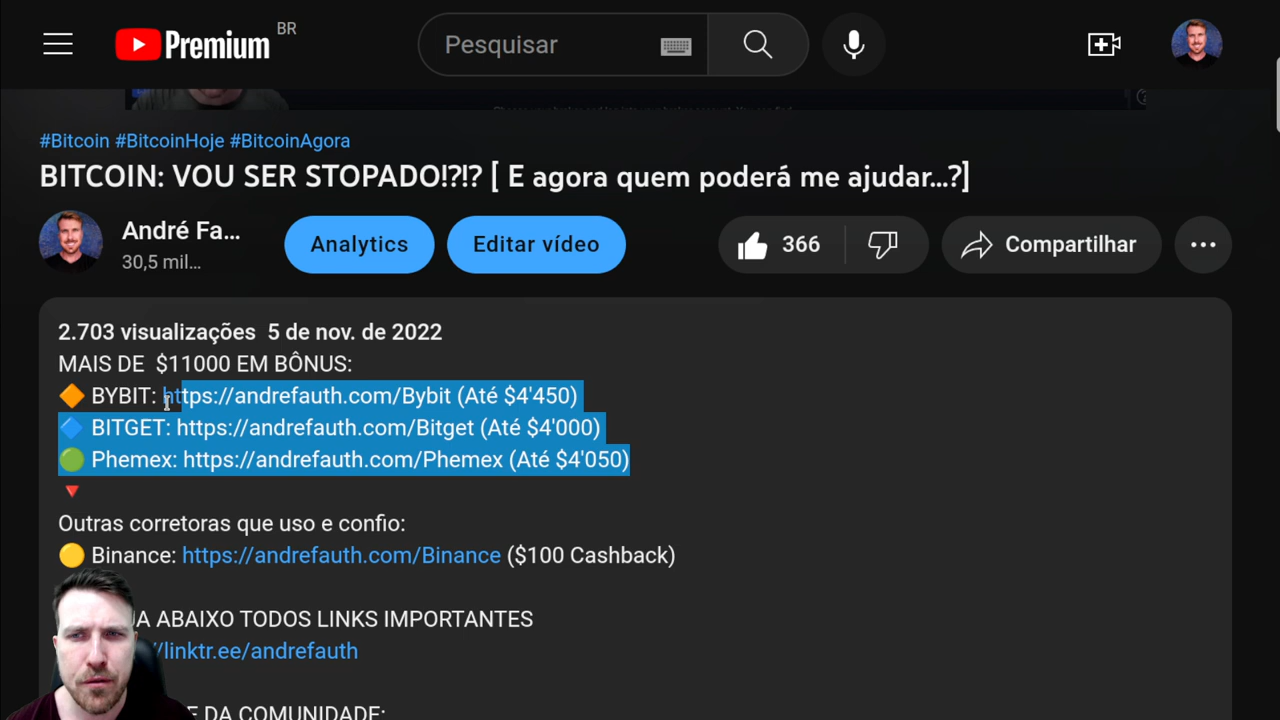 Premium BR
Pesquisar
#Bitcoin #BitcoinHoje #BitcoinAgora
BITCOIN: VOU SER STOPADO!?!? [ E agora quem poderá me ajudar...?]
André Fa...
30,5 mil...
Analytics
Editar vídeo
366
Compartilhar
2.703 visualizações 5 de nov. de 2022
MAIS DE $11000 EM BÔNUS:
BYBIT: https://andrefauth.com/Bybit (Até $4'450)
BITGET: https://andrefauth.com/Bitget (Até $4'000)
Phemex: https://andrefauth.com/Phemex (Até $4'050)
Outras corretoras que uso e confio:
Binance: https://andrefauth.com/Binance ($100 Cashback)
ABAIXO TODOS LINKS IMPORTANTES
//linktr.ee/andrefauth
DA COMUNIDADE: